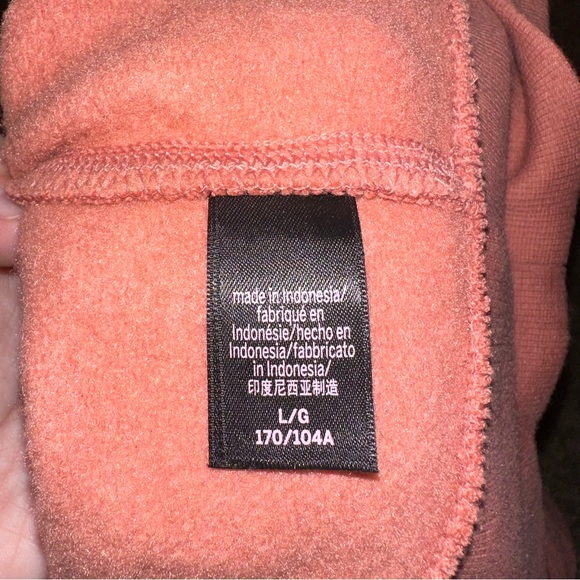 made in Indonesia/
fabriqué en
Indonésie/hecho en
Indonesia/fabbricato
in Indonesia/
印度尼西亚制造
L/G
170/104A